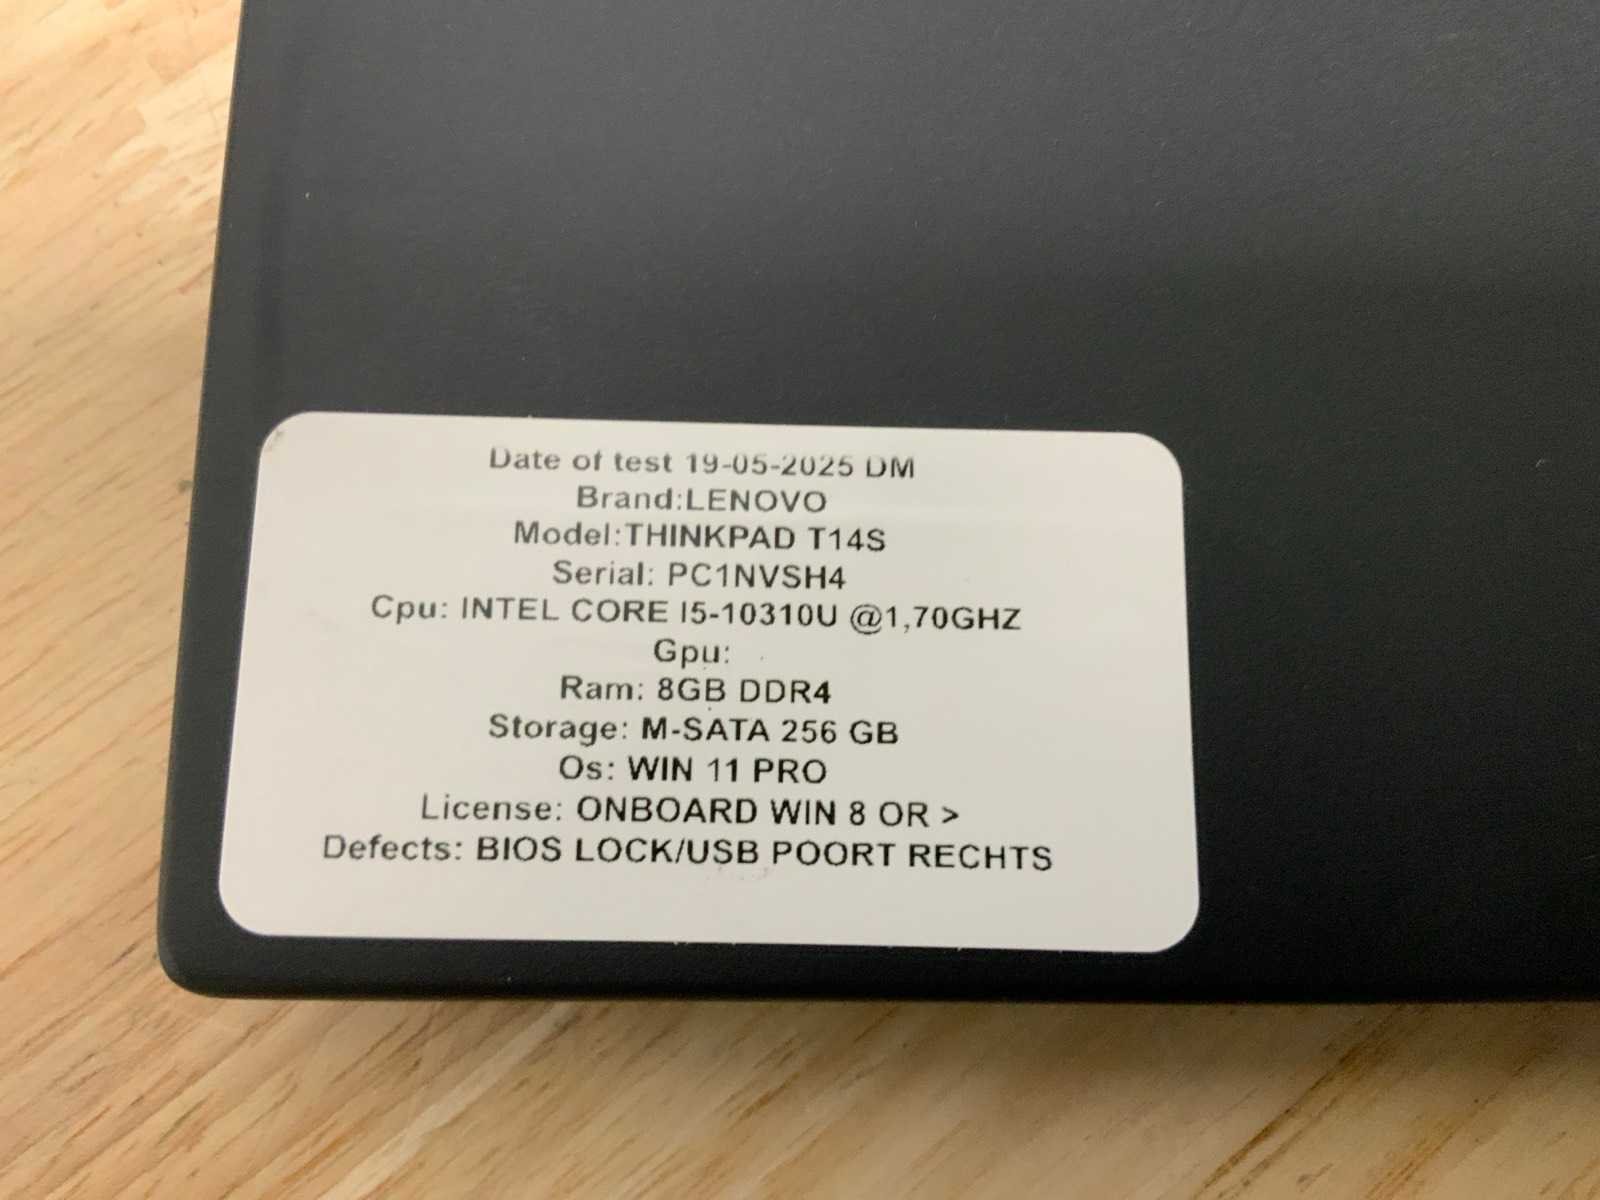 Date of test 19-05-2025 DM
Brand:LENOVO
Model:THINKPAD T14S
Serial: PC1NVSH4
Cpu: INTEL CORE I5-10310U @1,70GHZ
Gpu:
Ram: 8GB DDR4
Storage: M-SATA 256 GB
Os: WIN 11 PRO
License: ONBOARD WIN 8 OR >
Defects: BIOS LOCK/USB POORT RECHTS